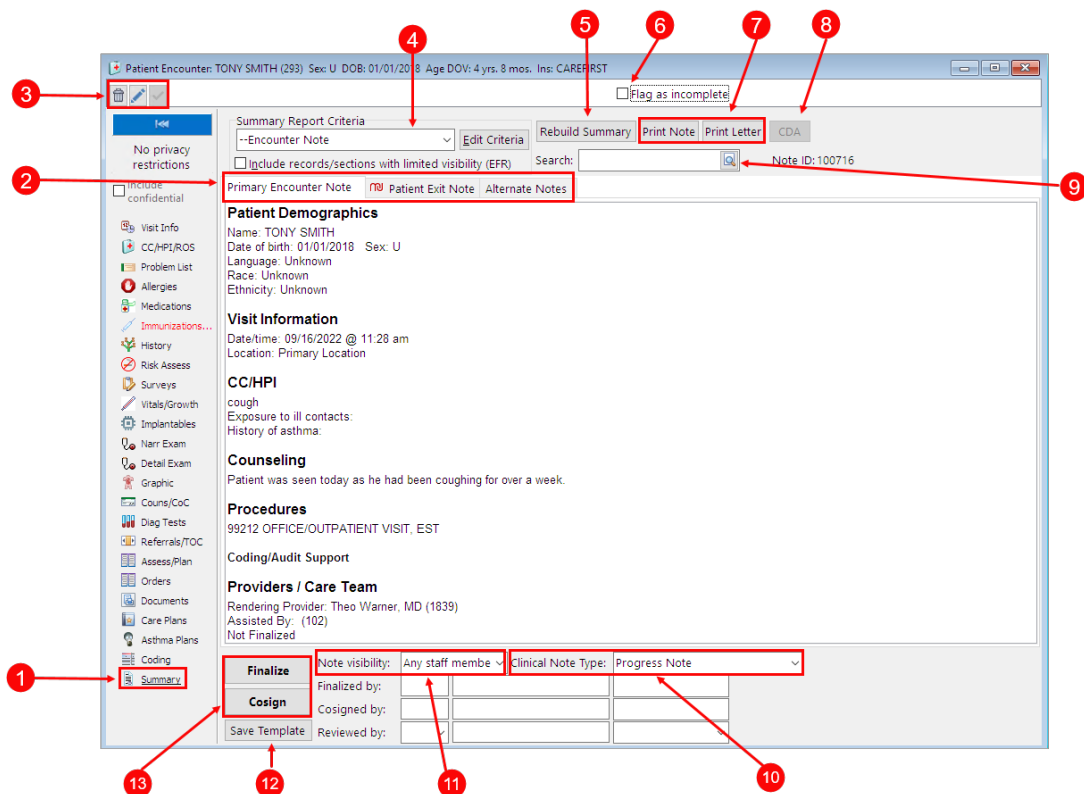 5
6
7
8
4
Patient Encounter: TONY SMITH (293) Sex: U DOB: 01/01/2018 Age DOV: 4 yrs. 8 mos. Ins: CAREFIRST
3
Flag as incomplete
Summary Report Criteria
--Encounter Note
Edit Criteria
Rebuild Summary
Print Note
Print Letter
CDA
No privacy
restrictions
Include records/sections with limited visibility (EFR)
Search:
Note ID: 100716
2
Include
confidential
Primary Encounter Note
Patient Exit Note
Alternate Notes
9
Visit Info
CC/HPI/ROS
Problem List
Allergies
Medications
Immunizations...
History
Risk Assess
Surveys
Vitals/Growth
Implantables
Narr Exam
Detail Exam
Graphic
Couns/CoC
Diag Tests
Referrals/TOC
Assess/Plan
Orders
Documents
Care Plans
Asthma Plans
Coding
1
Summary
Patient Demographics
Name: TONY SMITH
Date of birth: 01/01/2018 Sex: U
Language: Unknown
Race: Unknown
Ethnicity: Unknown
Visit Information
Date/time: 09/16/2022 @ 11:28 am
Location: Primary Location
CC/HPI
cough
Exposure to ill contacts:
History of asthma:
Counseling
Patient was seen today as he had been coughing for over a week.
Procedures
99212 OFFICE/OUTPATIENT VISIT, EST
Coding/Audit Support
Providers / Care Team
Rendering Provider: Theo Warner, MD (1839)
Assisted By: (102)
Not Finalized
Finalize
Cosign
Save Template
Note visibility:
Any staff membe
Clinical Note Type:
Progress Note
Finalized by:
Cosigned by:
Reviewed by:
13
12
11
10